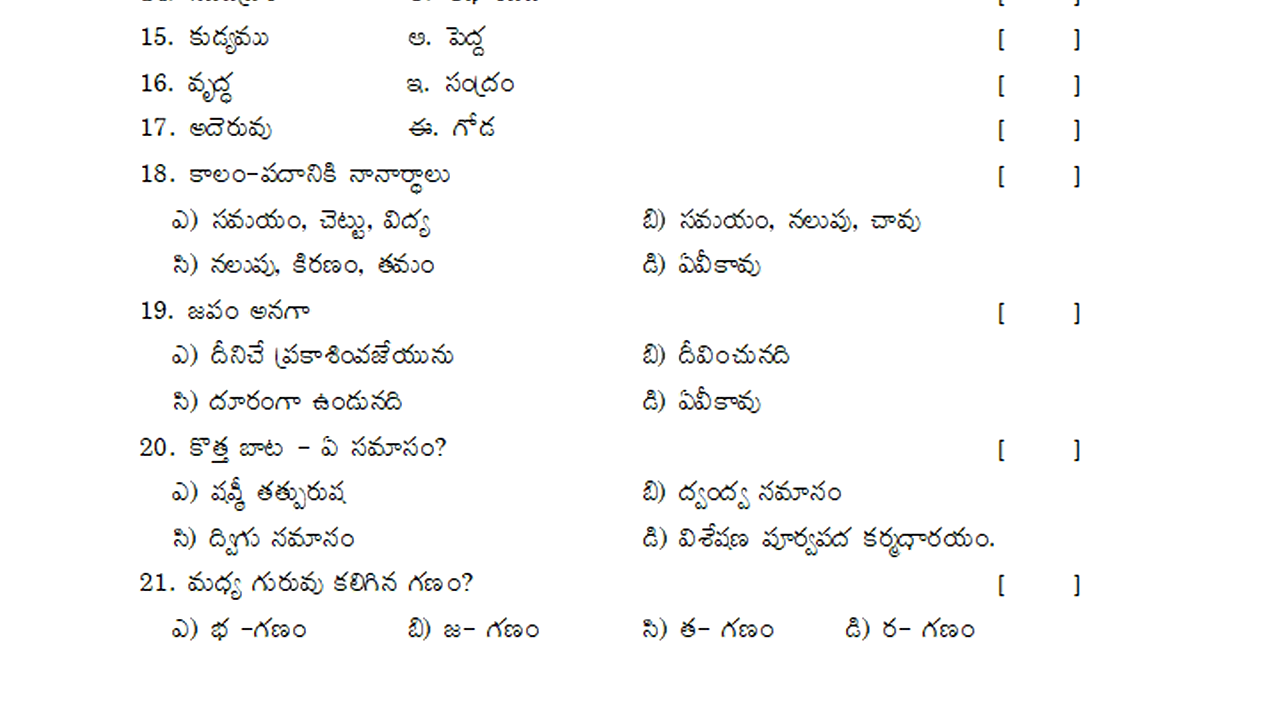 15. కుడ్యము ఆ. పెద్ద [ ]
16. వృద్ధ ఇ. సంద్రం [ ]
17. అదెరువు ఈ. గోడ [ ]
18. కాలం-పదానికి నానార్థాలు [ ]
ఎ) సమయం, చెట్టు, విద్య బి) సమయం, నలుపు, చావు
సి) నలుపు, కిరణం, తమం డి) ఏవీకావు
19. జపం అనగా [ ]
ఎ) దీనిచే ప్రకాశింవజేయును బి) దీవించునది
సి) దూరంగా ఉందునది డి) ఏవీకావు
20. కొత్త బాట - ఏ సమాసం? [ ]
ఎ) షష్ఠీ తత్పురుష బి) ద్వంద్వ సమాసం
సి) ద్విగు సమాసం డి) విశేషణ పూర్వపద కర్మధారయం.
21. మధ్య గురువు కలిగిన గణం? [ ]
ఎ) భ -గణం బి) జ- గణం సి) త- గణం డి) ర- గణం